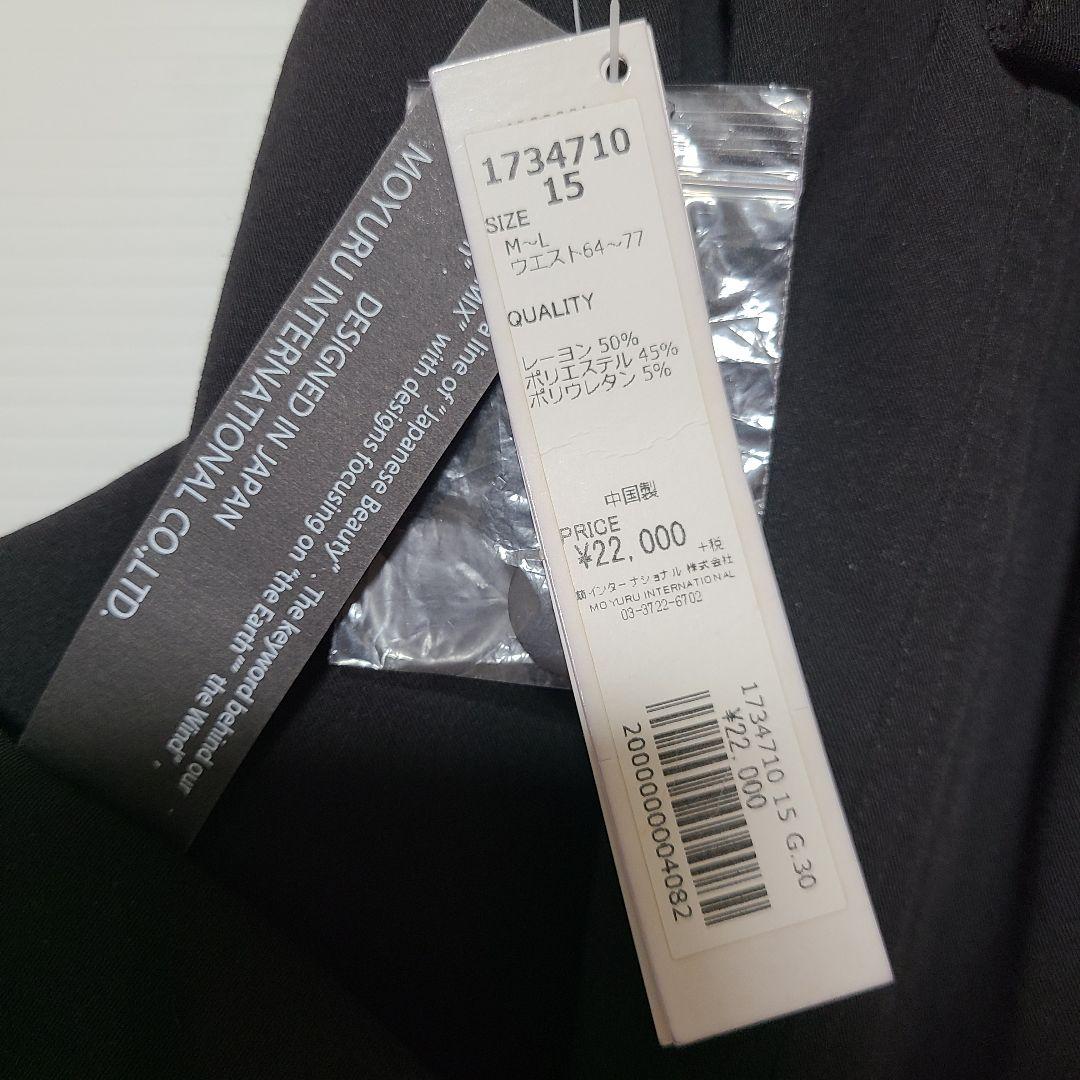 1734710
15
SIZE
M～L
ウエスト64～77
QUALITY
レーヨン 50%
ポリエステル 45%
ポリウレタン 5%
中国製
PRICE
¥22,000 +税
インターナショナル 株式会社
MOYURU INTERNATIONAL
03-3722-6702
1734710 15 G.30
¥22,000
2000000004082
MOYURU INTERNATIONAL CO.,LTD.
DESIGNED IN JAPAN
Mix" with designs focusing on "the Earth" "the Wind",
a line of "Japanese Beauty". The keyword behind our